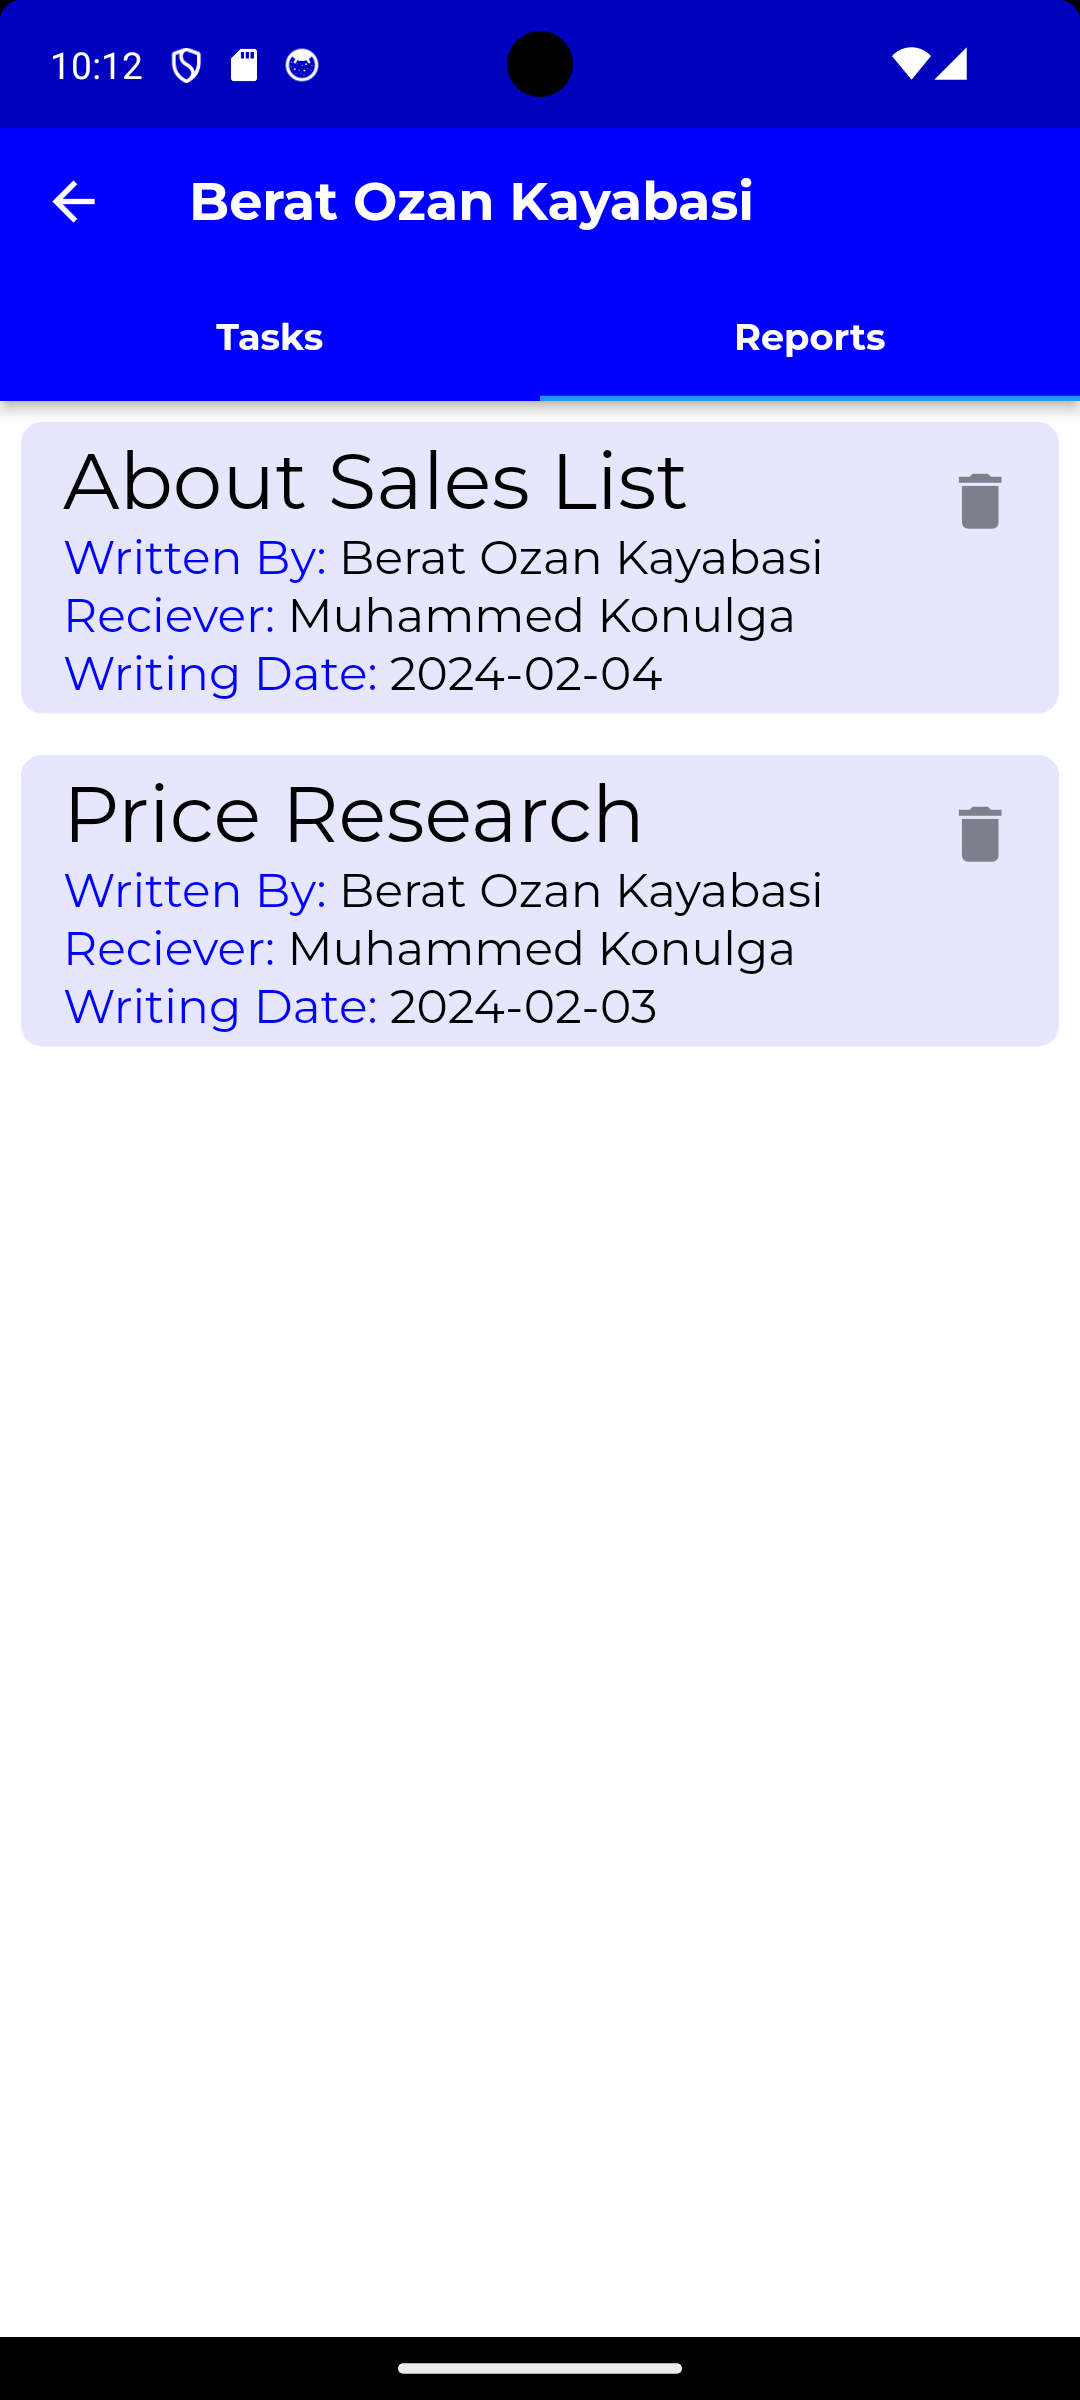 10:12
Berat Ozan Kayabasi
Tasks
Reports
About Sales List
Written By: Berat Ozan Kayabasi
Reciever: Muhammed Konulga
Writing Date: 2024-02-04
Price Research
Written By: Berat Ozan Kayabasi
Reciever: Muhammed Konulga
Writing Date: 2024-02-03